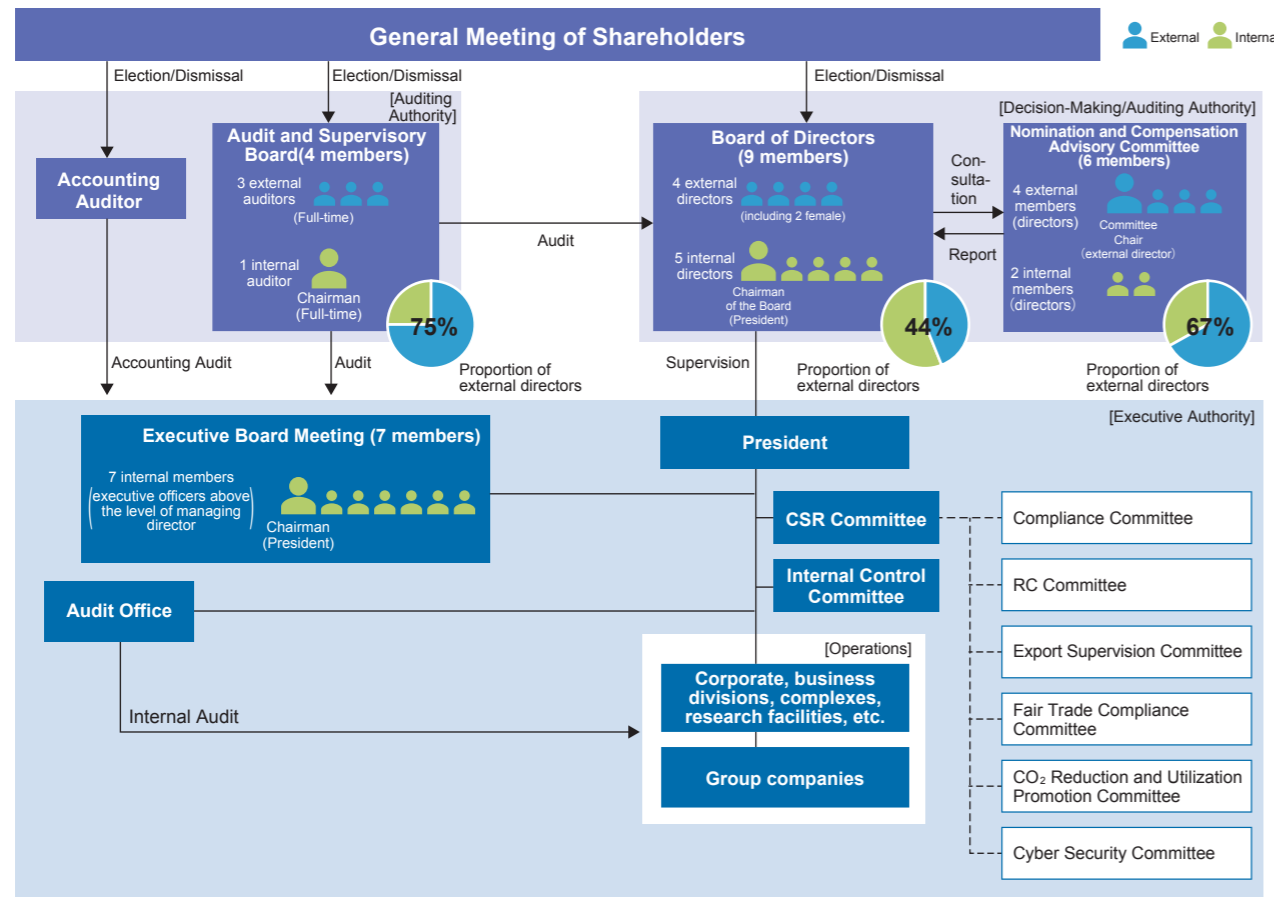 General Meeting of Shareholders
External
Interna
Election/Dismissal
Election/Dismissal
Election/Dismissal
[Auditing
Authority]
[Decision-Making/Auditing Authority]
Accounting
Auditor
Audit and Supervisory
Board(4 members)
3 external
auditors
(Full-time)
1 internal
auditor
Chairman
(Full-time)
75%
Proportion of
external directors
Audit
Board of Directors
(9 members)
4 external
directors
(including 2 female)
5 internal
directors
Chairman
of the Board
(President)
44%
Proportion of
external directors
Con-
sulta-
tion
Report
Nomination and Compensation
Advisory Committee
(6 members)
4 external
members
(directors)
Committee
Chair
(external director)
2 internal
members
(directors)
67%
Proportion of
external directors
Accounting Audit
Audit
Supervision
[Executive Authority]
Executive Board Meeting (7 members)
7 internal members
(executive officers above
the level of managing
director)
Chairman
(President)
President
CSR Committee
Internal Control
Committee
Audit Office
Internal Audit
[Operations]
Corporate, business
divisions, complexes,
research facilities, etc.
Group companies
Compliance Committee
RC Committee
Export Supervision Committee
Fair Trade Compliance
Committee
CO₂ Reduction and Utilization
Promotion Committee
Cyber Security Committee